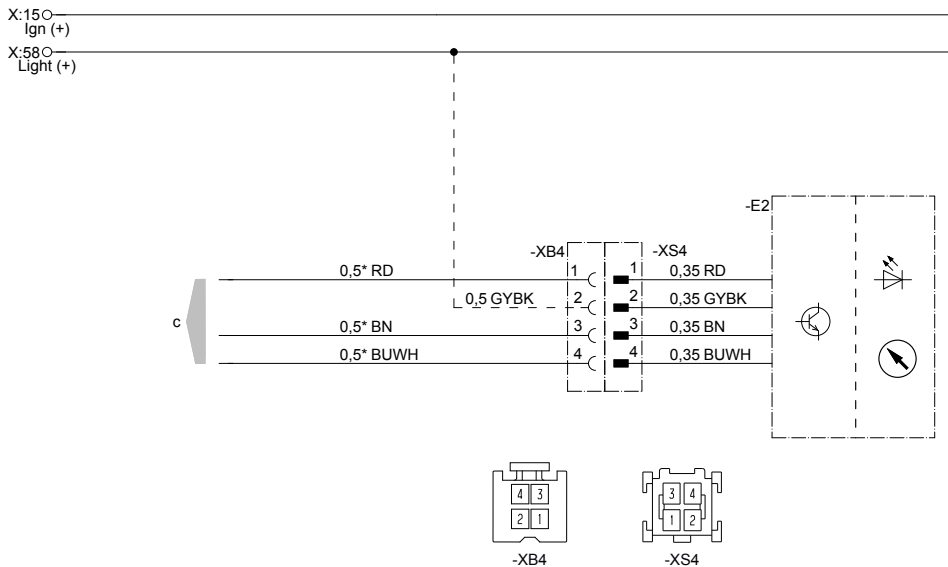 X:15
Ign (+)
X:58
Light (+)
-E2
-XB4 -XS4
0,5* RD 1 1 0,35 RD
0,5 GYBK 2 2 0,35 GYBK
c
0,5* BN 3 3 0,35 BN
0,5* BUWH 4 4 0,35 BUWH
4 3 3 4
2 1 1 2
-XB4 -XS4